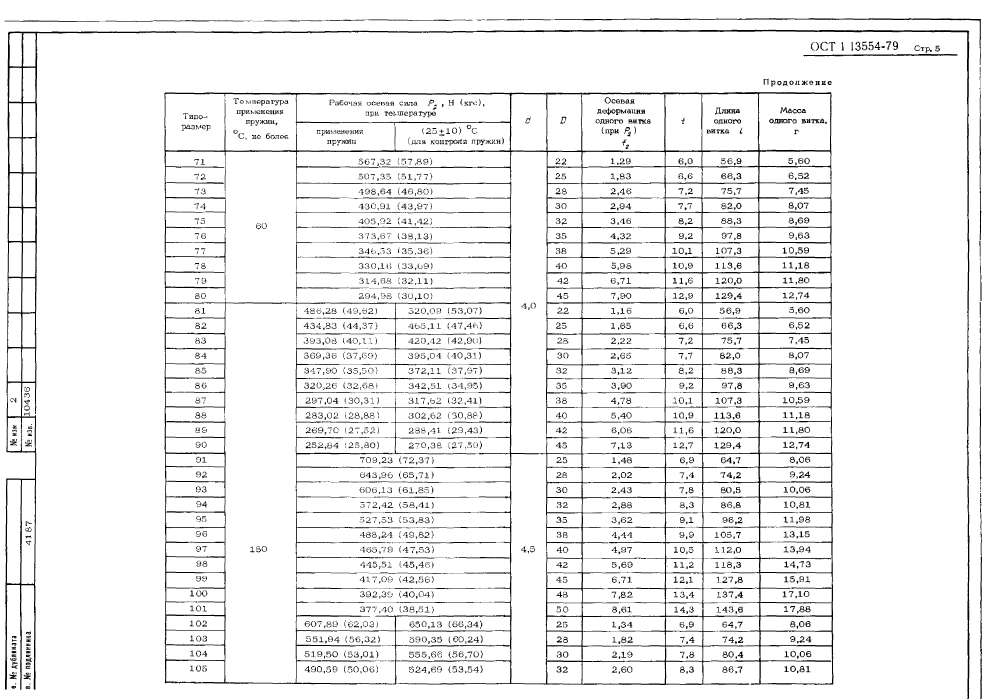 ОСТ 1 13554-79 Стр. 5
Продолжение
Типо-размер | Температура применения пружин, °С, не более | Рабочая осевая сила P2, Н (кгс), при температуре | d | D | Осевая деформация одного витка (при P2) f2 | t | Длина одного витка l | Масса одного витка, г
применения пружин | (25±10) °С (для контроля пружин)
71 567,32 (57,89) 22 1,29 6,0 56,9 5,60
72 507,35 (51,77) 25 1,83 6,6 66,3 6,52
73 498,64 (46,80) 28 2,46 7,2 75,7 7,45
74 430,91 (43,97) 30 2,94 7,7 82,0 8,07
75 405,92 (41,42) 32 3,46 8,2 88,3 8,69
60
76 373,67 (38,13) 35 4,32 9,2 97,8 9,63
77 346,53 (35,36) 38 5,29 10,1 107,3 10,59
78 330,16 (33,69) 40 5,98 10,9 113,6 11,18
79 314,68 (32,11) 42 6,71 11,6 120,0 11,80
80 294,98 (30,10) 45 7,90 12,9 129,4 12,74
4,0
81 486,28 (49,62) 520,09 (53,07) 22 1,16 6,0 56,9 5,60
82 434,83 (44,37) 465,11 (47,46) 25 1,65 6,6 66,3 6,52
83 393,08 (40,11) 420,42 (42,90) 28 2,22 7,2 75,7 7,45
84 369,36 (37,69) 395,04 (40,31) 30 2,65 7,7 82,0 8,07
85 347,90 (35,50) 372,11 (37,97) 32 3,12 8,2 88,3 8,69
86 320,26 (32,68) 342,51 (34,95) 35 3,90 9,2 97,8 9,63
87 297,04 (30,31) 317,62 (32,41) 38 4,78 10,1 107,3 10,59
88 283,02 (28,88) 302,62 (30,88) 40 5,40 10,9 113,6 11,18
89 269,70 (27,52) 288,41 (29,43) 42 6,06 11,6 120,0 11,80
90 252,84 (25,80) 270,38 (27,59) 45 7,13 12,7 129,4 12,74
91 709,23 (72,37) 25 1,48 6,9 64,7 8,06
92 643,96 (65,71) 28 2,02 7,4 74,2 9,24
93 606,13 (61,85) 30 2,43 7,8 80,5 10,06
94 572,42 (58,41) 32 2,88 8,3 86,8 10,81
95 527,53 (53,83) 35 3,62 9,1 96,2 11,98
96 488,24 (49,82) 38 4,44 9,9 105,7 13,15
97 180 465,79 (47,53) 4,5 40 4,97 10,5 112,0 13,94
98 445,51 (45,46) 42 5,69 11,2 118,3 14,73
99 417,09 (42,56) 45 6,71 12,1 127,8 15,91
100 392,39 (40,04) 48 7,82 13,4 137,4 17,10
101 377,40 (38,51) 50 8,61 14,3 143,6 17,88
102 607,89 (62,03) 650,13 (66,34) 25 1,34 6,9 64,7 8,06
103 551,94 (56,32) 590,35 (60,24) 28 1,82 7,4 74,2 9,24
104 519,50 (53,01) 555,66 (56,70) 30 2,19 7,8 80,4 10,06
105 490,59 (50,06) 524,69 (53,54) 32 2,60 8,3 86,7 10,81
№ изм 2
№ изв. 10436
№ дубликата
№ подлинника 4187